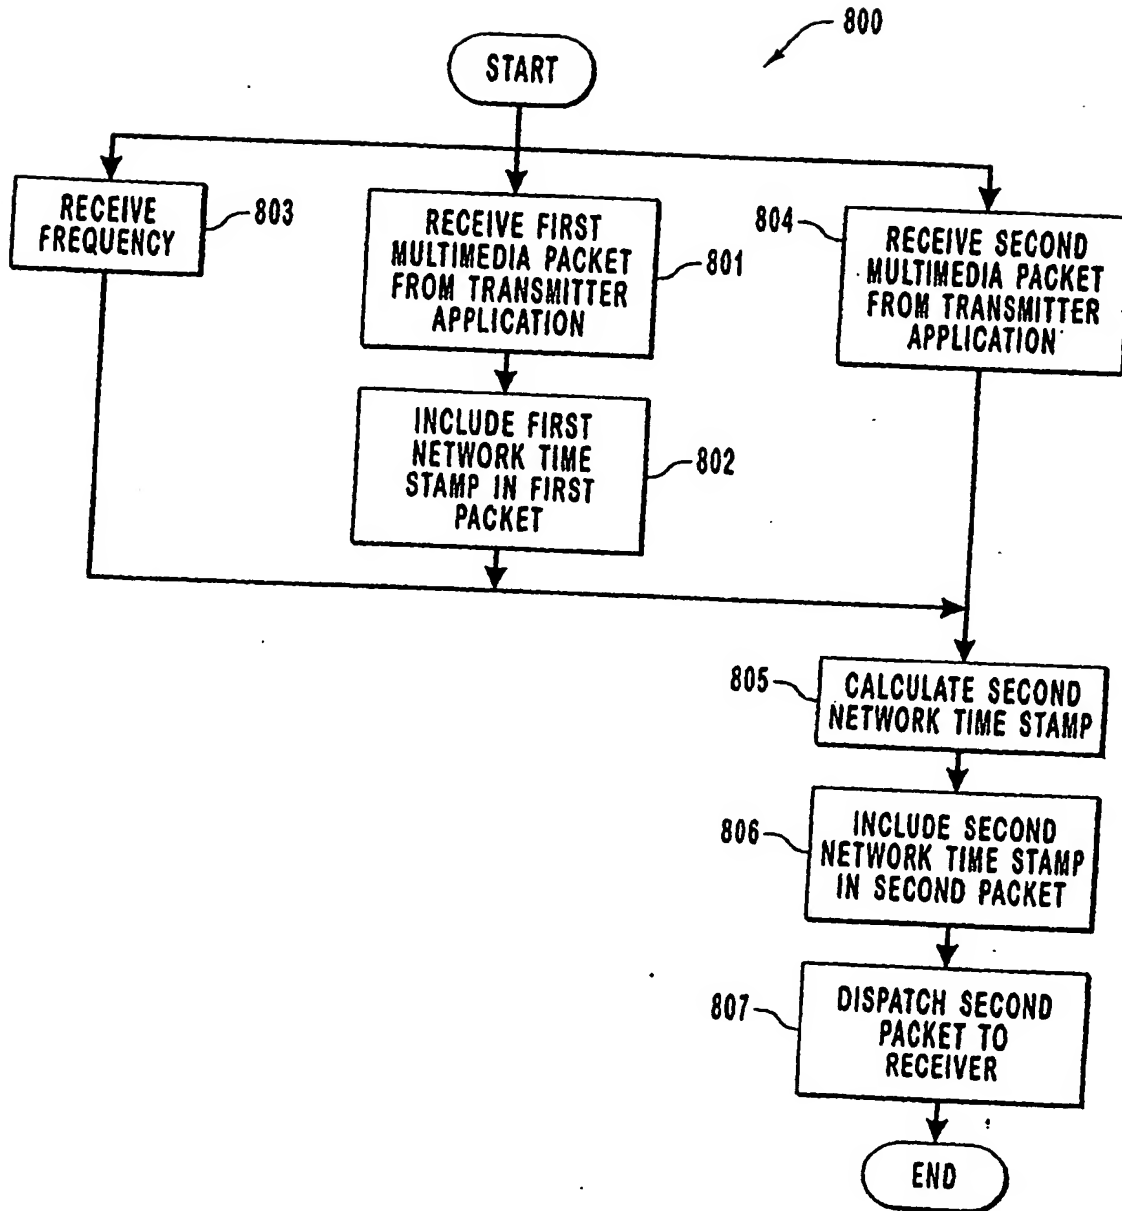 800
START
RECEIVE
FREQUENCY
803
RECEIVE FIRST
MULTIMEDIA PACKET
FROM TRANSMITTER
APPLICATION
801
804
RECEIVE SECOND
MULTIMEDIA PACKET
FROM TRANSMITTER
APPLICATION
INCLUDE FIRST
NETWORK TIME
STAMP IN FIRST
PACKET
802
805
CALCULATE SECOND
NETWORK TIME STAMP
806
INCLUDE SECOND
NETWORK TIME STAMP
IN SECOND PACKET
807
DISPATCH SECOND
PACKET TO
RECEIVER
END